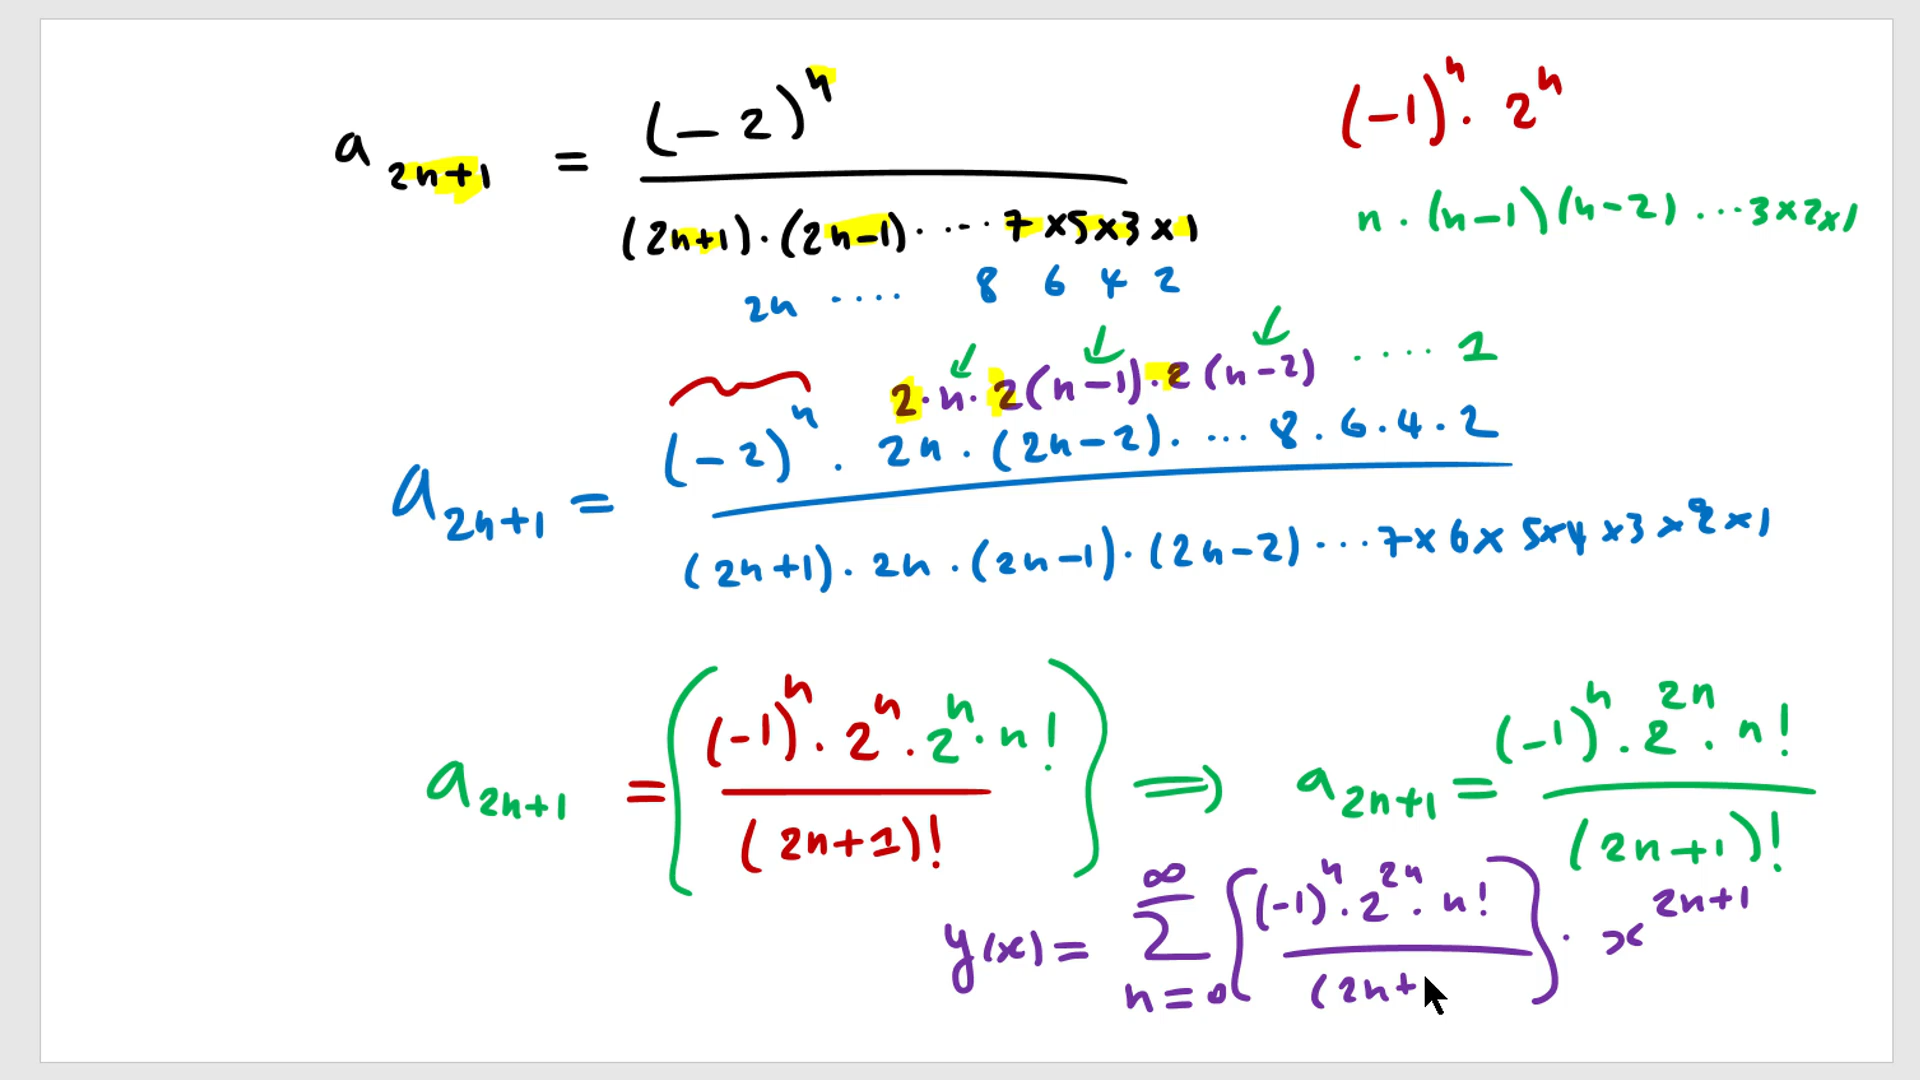 a_{2n+1} = (-2)^n / (2n+1)·(2n-1)· ···· 7×5×3×1
(-1)^n · 2^n
n·(n-1)(n-2)...3×2×1
2n .... 8 6 4 2
2·n·2(n-1)·2(n-2) .... 1
a_{2n+1} = (-2)^n · 2n·(2n-2)· ... 8·6·4·2 / (2n+1)·2n·(2n-1)·(2n-2)...7×6×5×4×3×2×1
a_{2n+1} = ((-1)^n · 2^n · 2^n · n! / (2n+1)!) ⟹ a_{2n+1} = (-1)^n · 2^{2n} · n! / (2n+1)!
y(x) = ∑_{n=0}^{∞} ((-1)^n · 2^{2n} · n! / (2n+) · x^{2n+1}